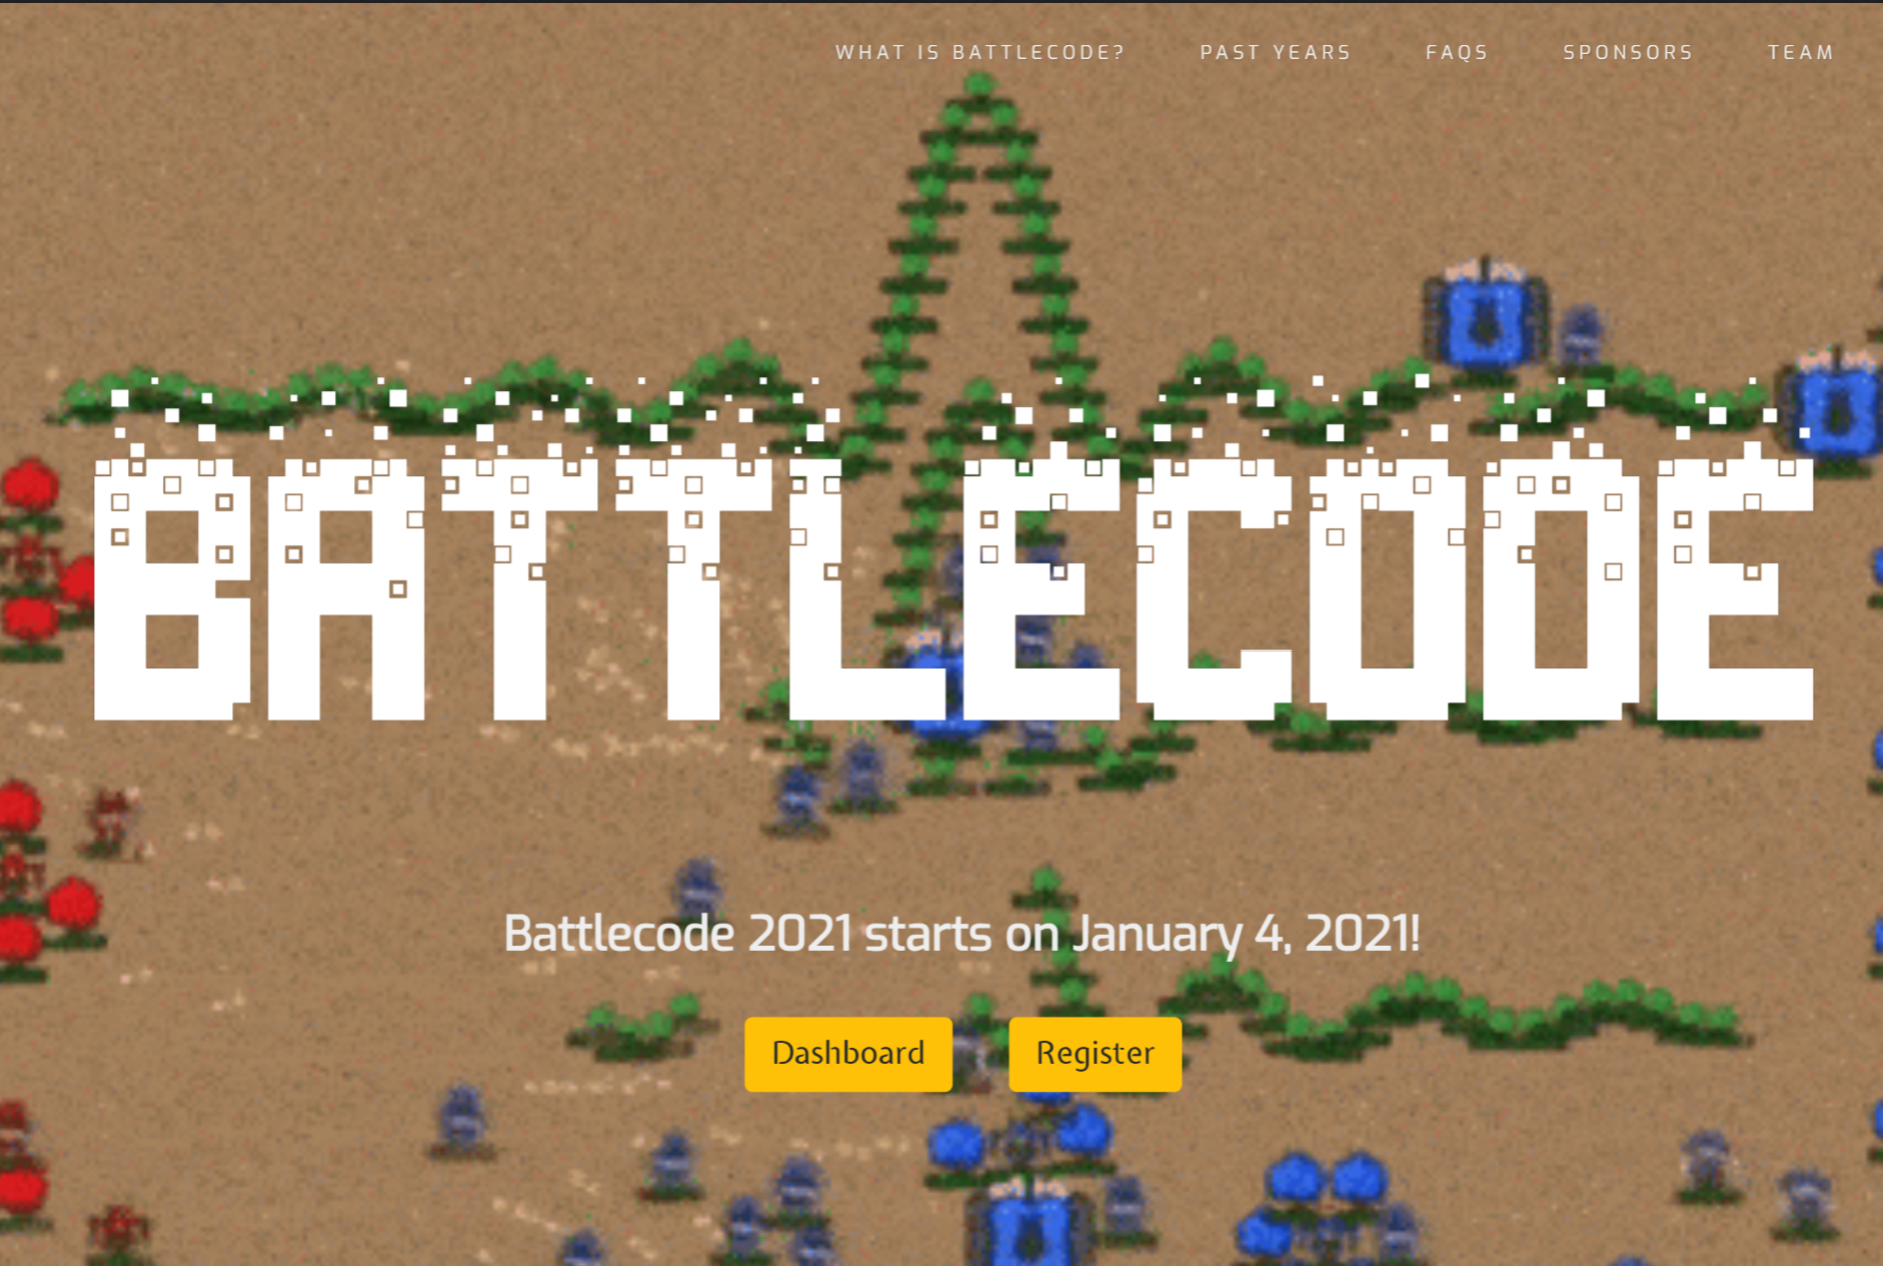 WHAT IS BATTLECODE? PAST YEARS FAQS SPONSORS TEAM
BATTLECODE
Battlecode 2021 starts on January 4, 2021!
Dashboard Register